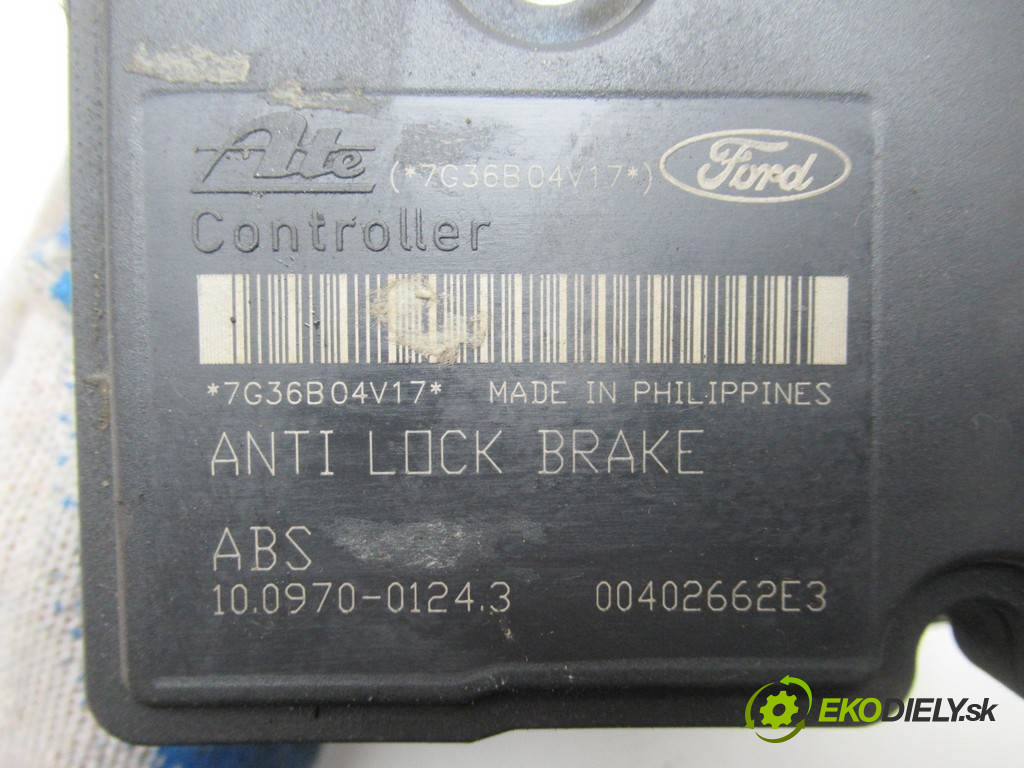 Ate (*7G36B04V17*) Ford
Controller
*7G36B04V17* MADE IN PHILIPPINES
ANTI LOCK BRAKE
ABS
10.0970-0124.3 00402662E3
EKODIELY.sk